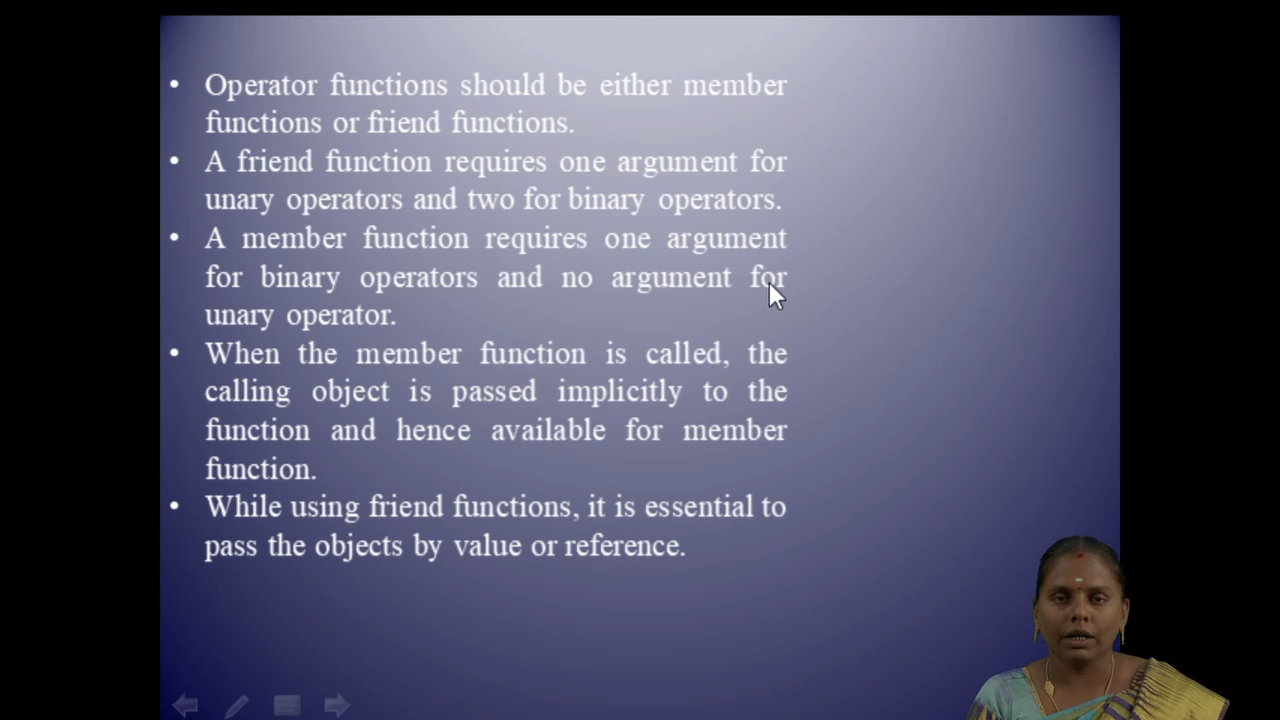 • Operator functions should be either member
functions or friend functions.
• A friend function requires one argument for
unary operators and two for binary operators.
• A member function requires one argument
for binary operators and no argument for
unary operator.
• When the member function is called, the
calling object is passed implicitly to the
function and hence available for member
function.
• While using friend functions, it is essential to
pass the objects by value or reference.